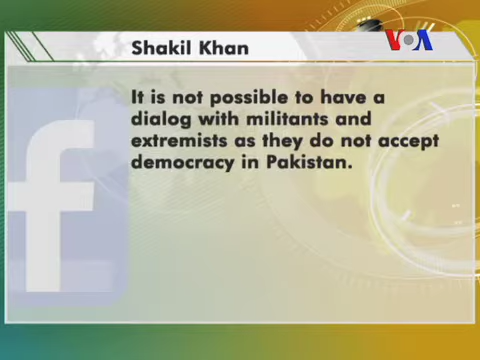 Shakil Khan
VOA
It is not possible to have a
dialog with militants and
extremists as they do not accept
democracy in Pakistan.